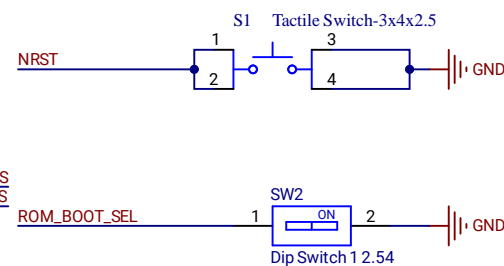 S1 Tactile Switch-3x4x2.5
1 3
NRST
2 4
GND
S
S
SW2
ROM_BOOT_SEL 1 ON 2
GND
Dip Switch 1 2.54